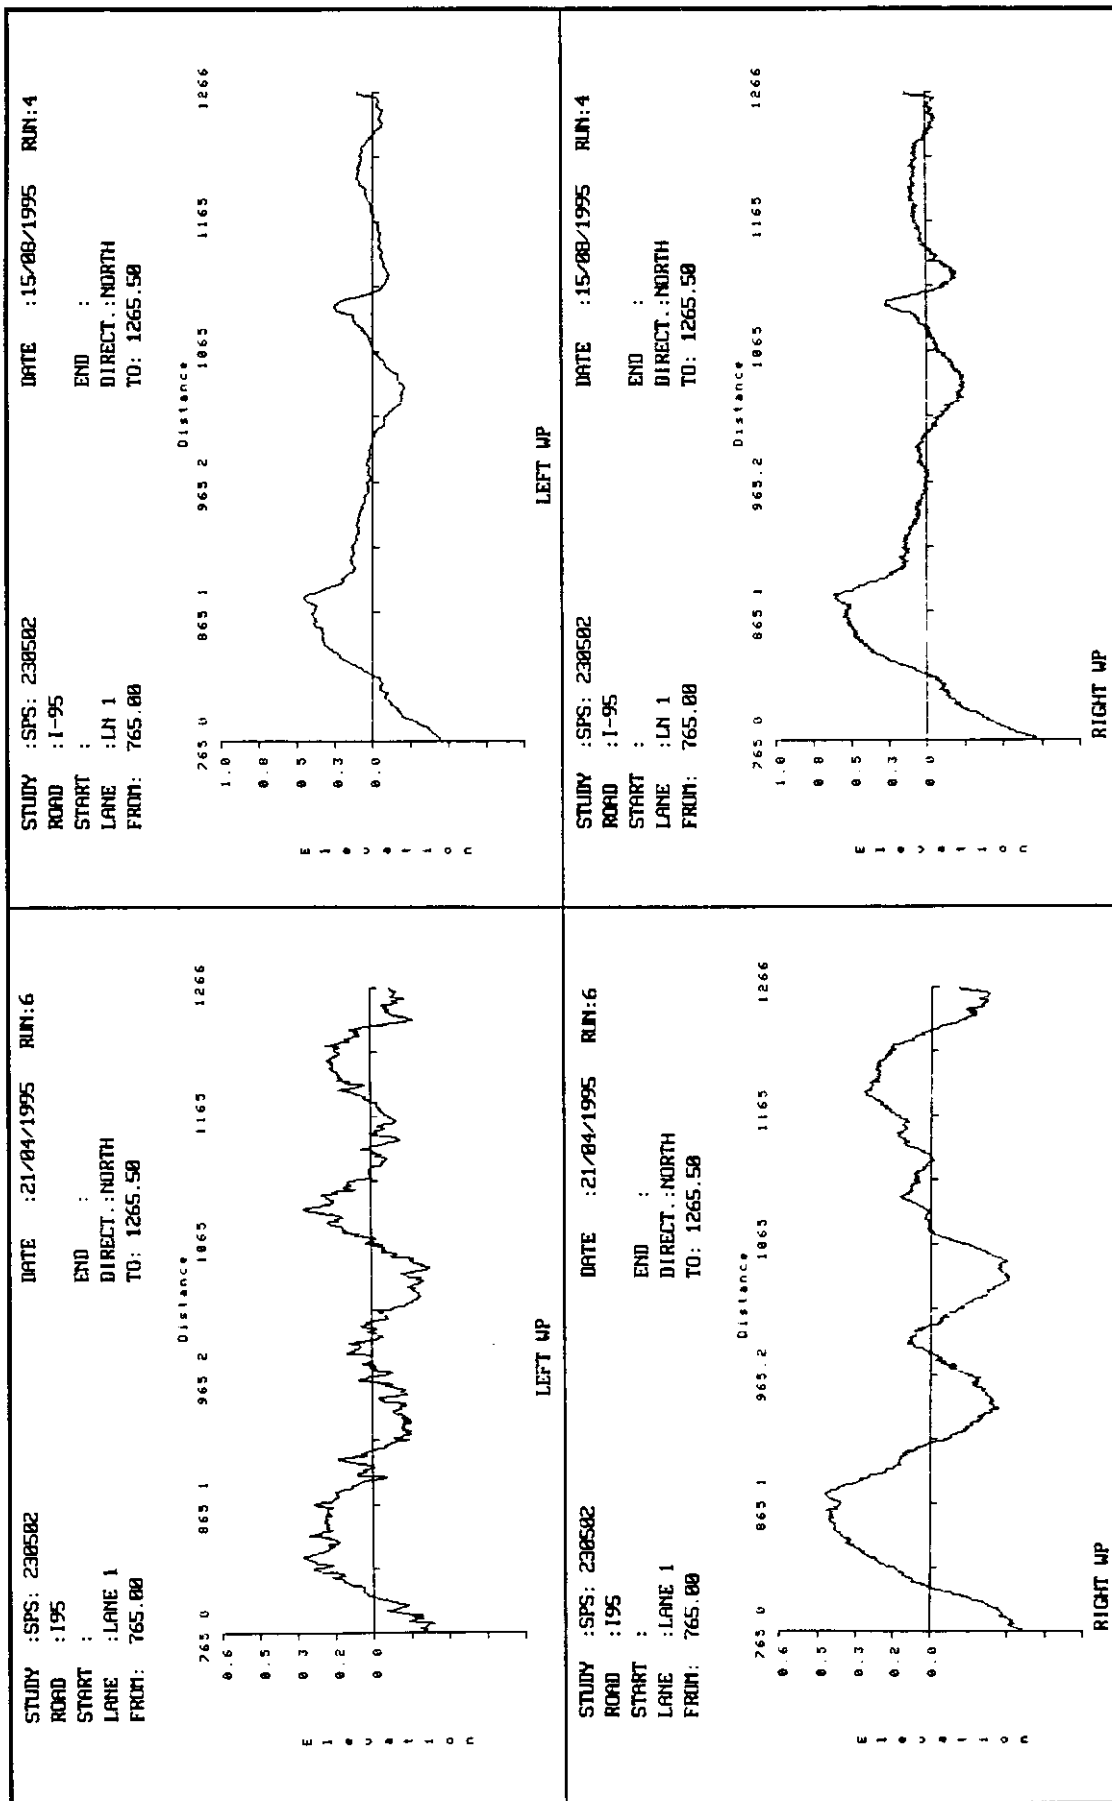 STUDY :SPS: 230502 DATE :21/04/1995 RUN:6
ROAD :I95
START : END :
LANE :LANE 1 DIRECT.:NORTH
FROM: 765.00 TO: 1265.50
Distance
765 0 865 1 965.2 1065 1165 1266
0.6
0.5
0.3
0.2
0.0
Elevation
LEFT WP
STUDY :SPS: 230502 DATE :15/08/1995 RUN:4
ROAD :I-95
START : END :
LANE :LN 1 DIRECT.:NORTH
FROM: 765.00 TO: 1265.50
Distance
765 0 865 1 965.2 1065 1165 1266
1.0
0.8
0.5
0.3
0.0
Elevation
LEFT WP
STUDY :SPS: 230502 DATE :21/04/1995 RUN:6
ROAD :I95
START : END :
LANE :LANE 1 DIRECT.:NORTH
FROM: 765.00 TO: 1265.50
Distance
765 0 865 1 965.2 1065 1165 1266
0.6
0.5
0.3
0.2
0.0
Elevation
RIGHT WP
STUDY :SPS: 230502 DATE :15/08/1995 RUN:4
ROAD :I-95
START : END :
LANE :LN 1 DIRECT.:NORTH
FROM: 765.00 TO: 1265.50
Distance
765 0 865 1 965.2 1065 1165 1266
1.0
0.8
0.5
0.3
0.0
Elevation
RIGHT WP